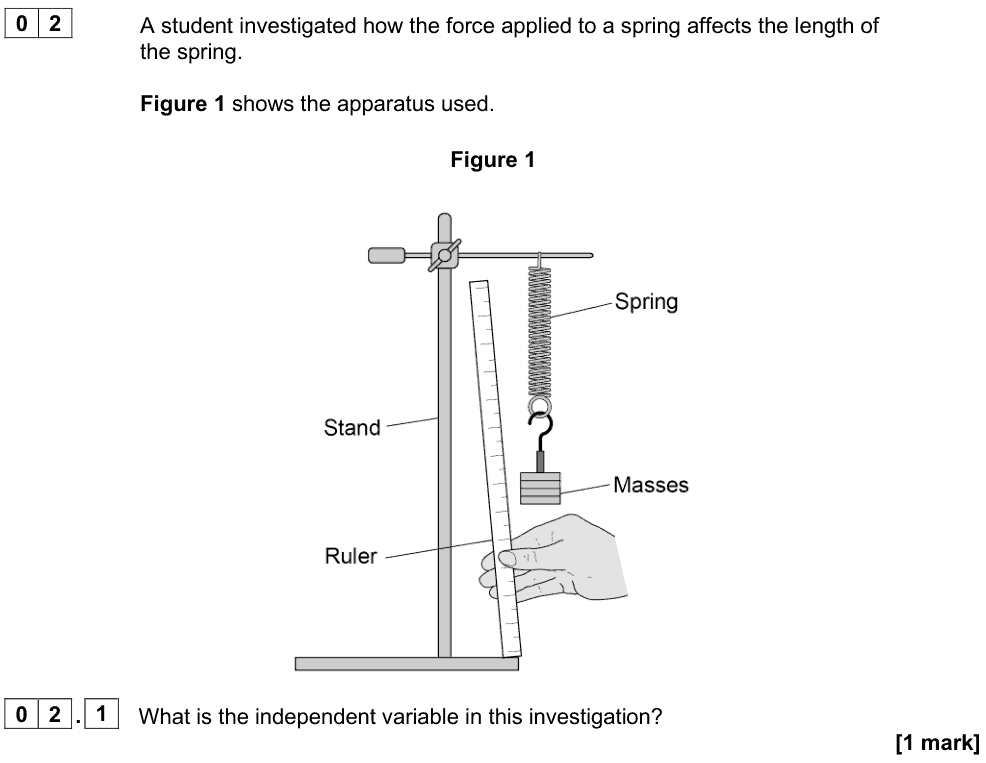 0 2 A student investigated how the force applied to a spring affects the length of
the spring.
Figure 1 shows the apparatus used.
Figure 1
Spring
Stand
Masses
Ruler
0 2 . 1 What is the independent variable in this investigation?
[1 mark]